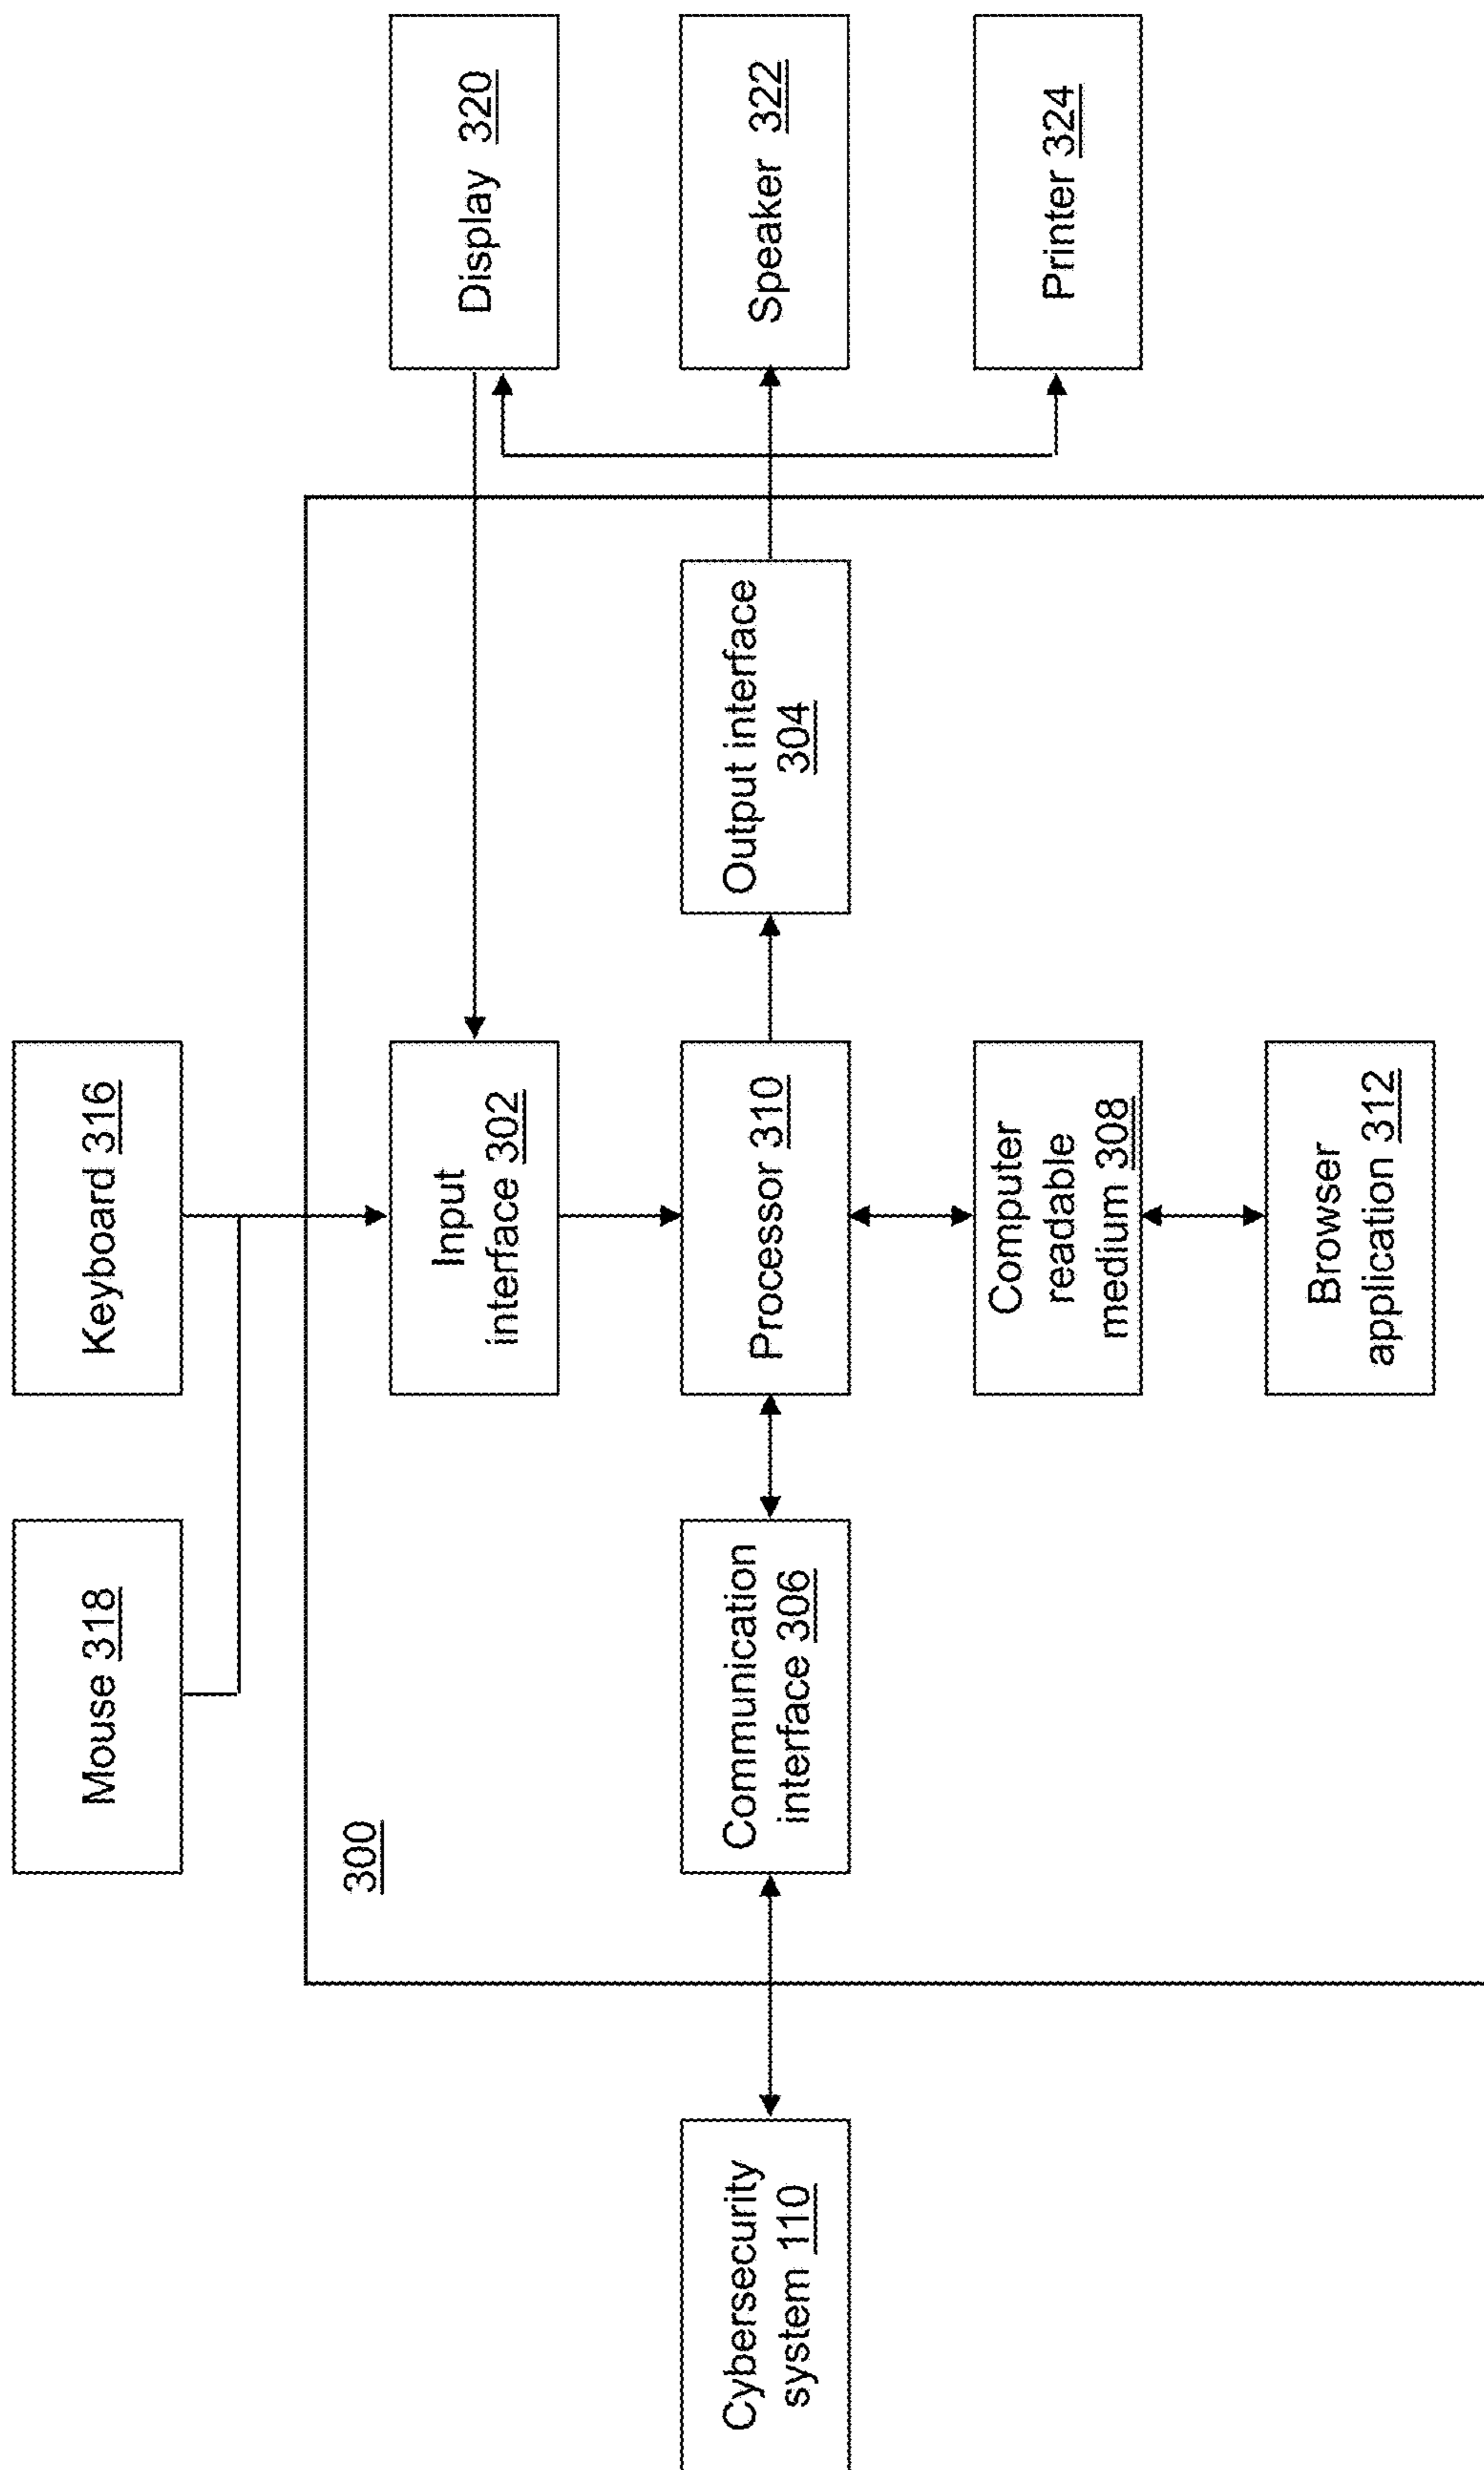 Mouse 318
Keyboard 316
300
Input
interface 302
Display 320
Cybersecurity
system 110
Communication
interface 306
Processor 310
Output interface
304
Speaker 322
Computer
readable
medium 308
Printer 324
Browser
application 312